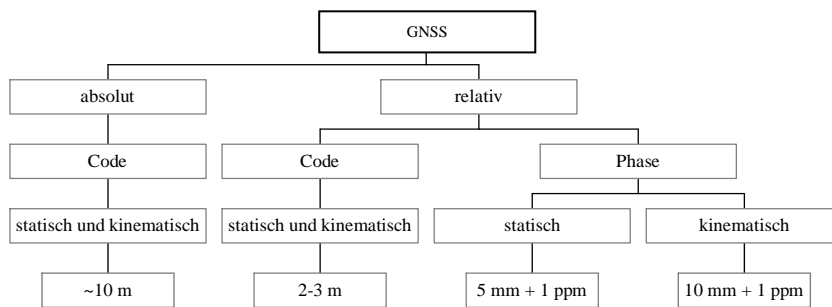 GNSS
absolut
relativ
Code
Code
Phase
statisch und kinematisch
statisch und kinematisch
statisch
kinematisch
~10 m
2-3 m
5 mm + 1 ppm
10 mm + 1 ppm